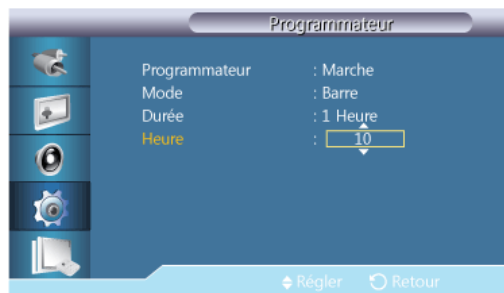 Programmateur
Programmateur : Marche
Mode : Barre
Durée : 1 Heure
Heure : 10
Régler Retour